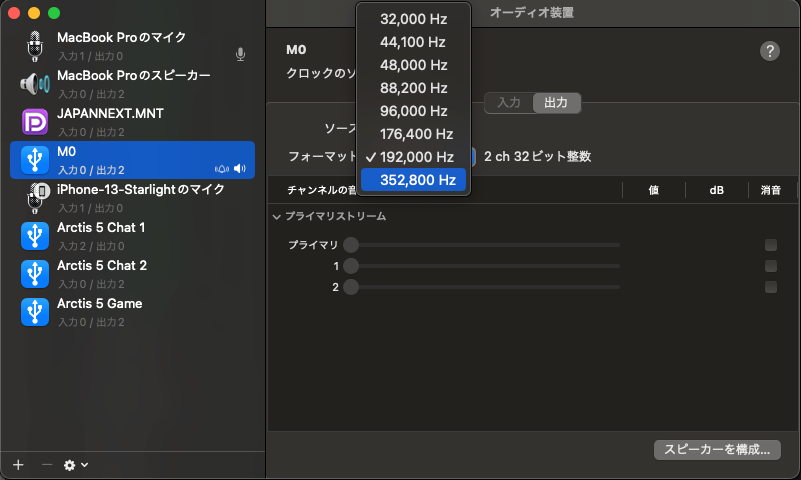 オーディオ装置
MacBook Proのマイク
入力1 / 出力0
MacBook Proのスピーカー
入力0 / 出力2
JAPANNEXT.MNT
入力0 / 出力2
M0
入力0 / 出力2
iPhone-13-Starlightのマイク
入力1 / 出力0
Arctis 5 Chat 1
入力2 / 出力0
Arctis 5 Chat 2
入力0 / 出力2
Arctis 5 Game
入力0 / 出力2
M0
?
クロックのソ
32,000 Hz
44,100 Hz
48,000 Hz
88,200 Hz
96,000 Hz
176,400 Hz
✓ 192,000 Hz
352,800 Hz
入力 出力
ソース
フォーマット
2 ch 32ビット整数
チャンネルの音 値 dB 消音
プライマリストリーム
プライマリ
1
2
スピーカーを構成...